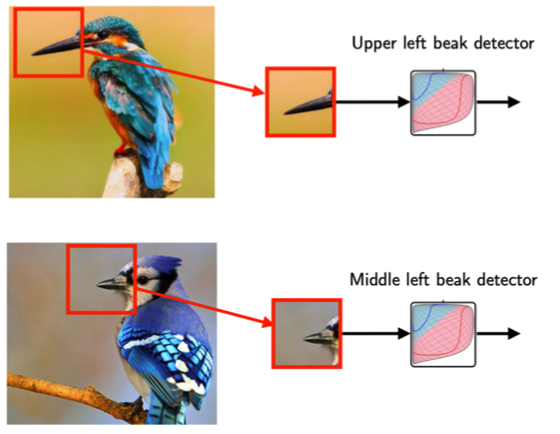 Upper left beak detector
Middle left beak detector